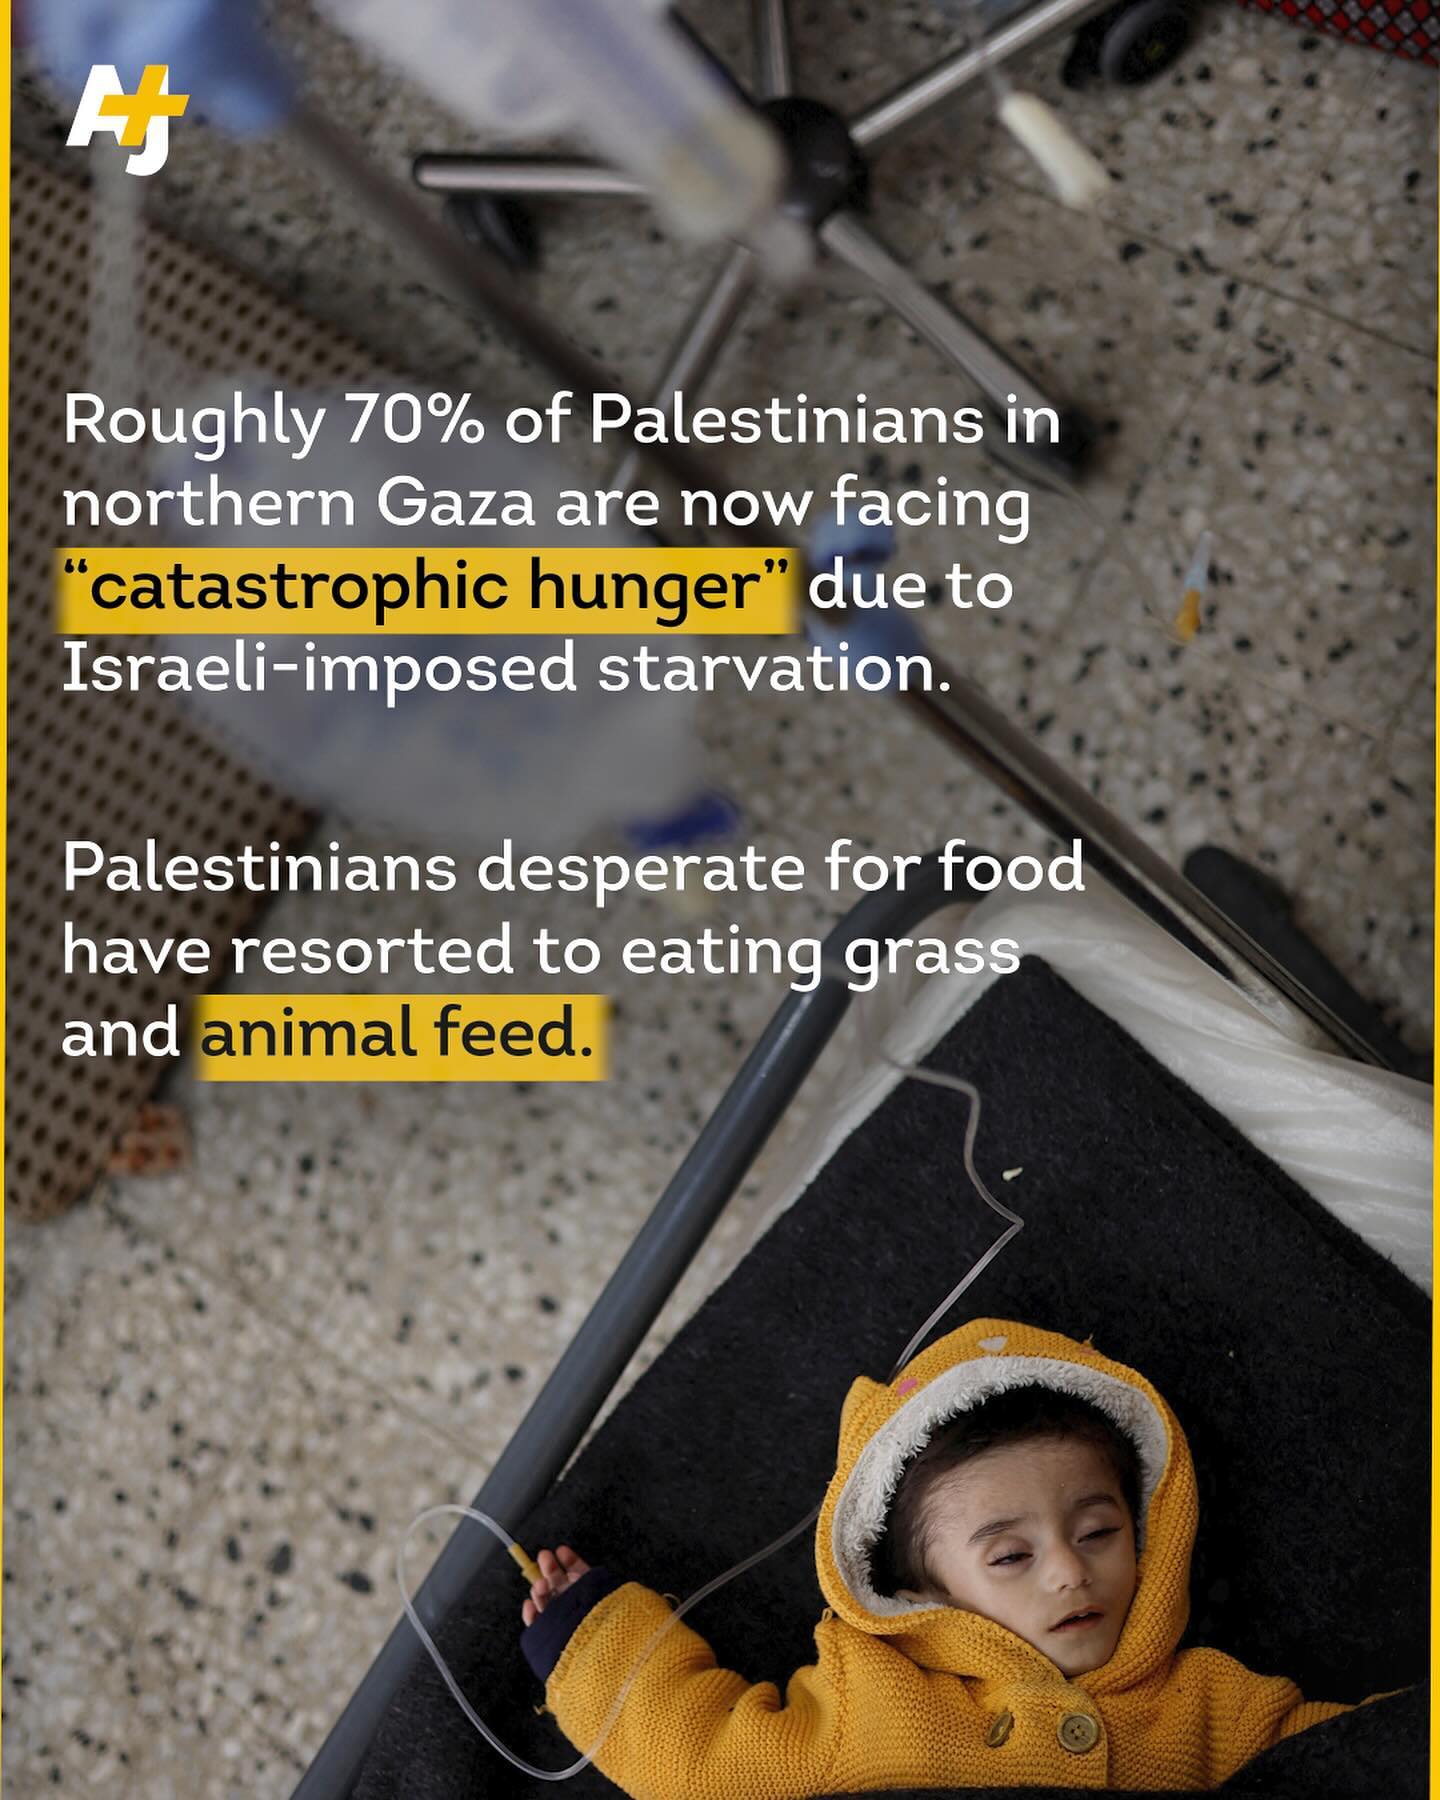 AJ+
Roughly 70% of Palestinians in
northern Gaza are now facing
“catastrophic hunger” due to
Israeli-imposed starvation.
Palestinians desperate for food
have resorted to eating grass
and animal feed.